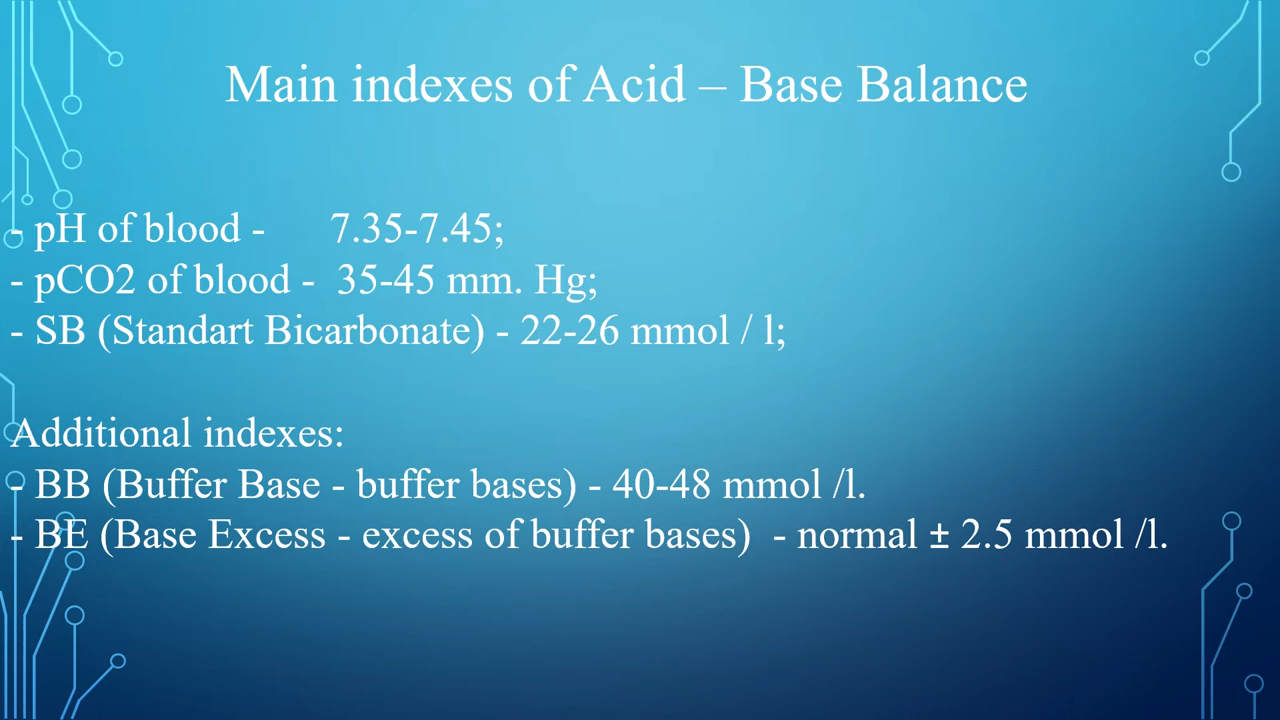 Main indexes of Acid – Base Balance
- pH of blood - 7.35-7.45;
- pCO2 of blood - 35-45 mm. Hg;
- SB (Standart Bicarbonate) - 22-26 mmol / l;
Additional indexes:
- BB (Buffer Base - buffer bases) - 40-48 mmol /l.
- BE (Base Excess - excess of buffer bases) - normal ± 2.5 mmol /l.